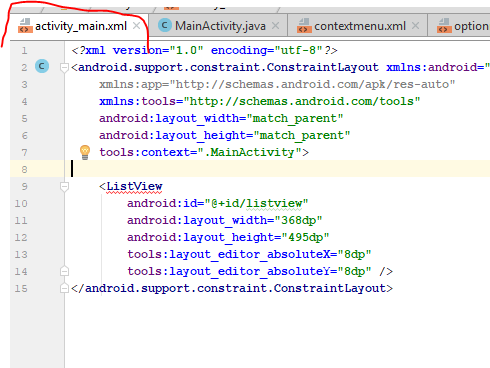 activity_main.xml MainActivity.java contextmenu.xml option
1 <?xml version="1.0" encoding="utf-8"?>
2 <android.support.constraint.ConstraintLayout xmlns:android="
3 xmlns:app="http://schemas.android.com/apk/res-auto"
4 xmlns:tools="http://schemas.android.com/tools"
5 android:layout_width="match_parent"
6 android:layout_height="match_parent"
7 tools:context=".MainActivity">
8
9 <ListView
10 android:id="@+id/listview"
11 android:layout_width="368dp"
12 android:layout_height="495dp"
13 tools:layout_editor_absoluteX="8dp"
14 tools:layout_editor_absoluteY="8dp" />
15 </android.support.constraint.ConstraintLayout>